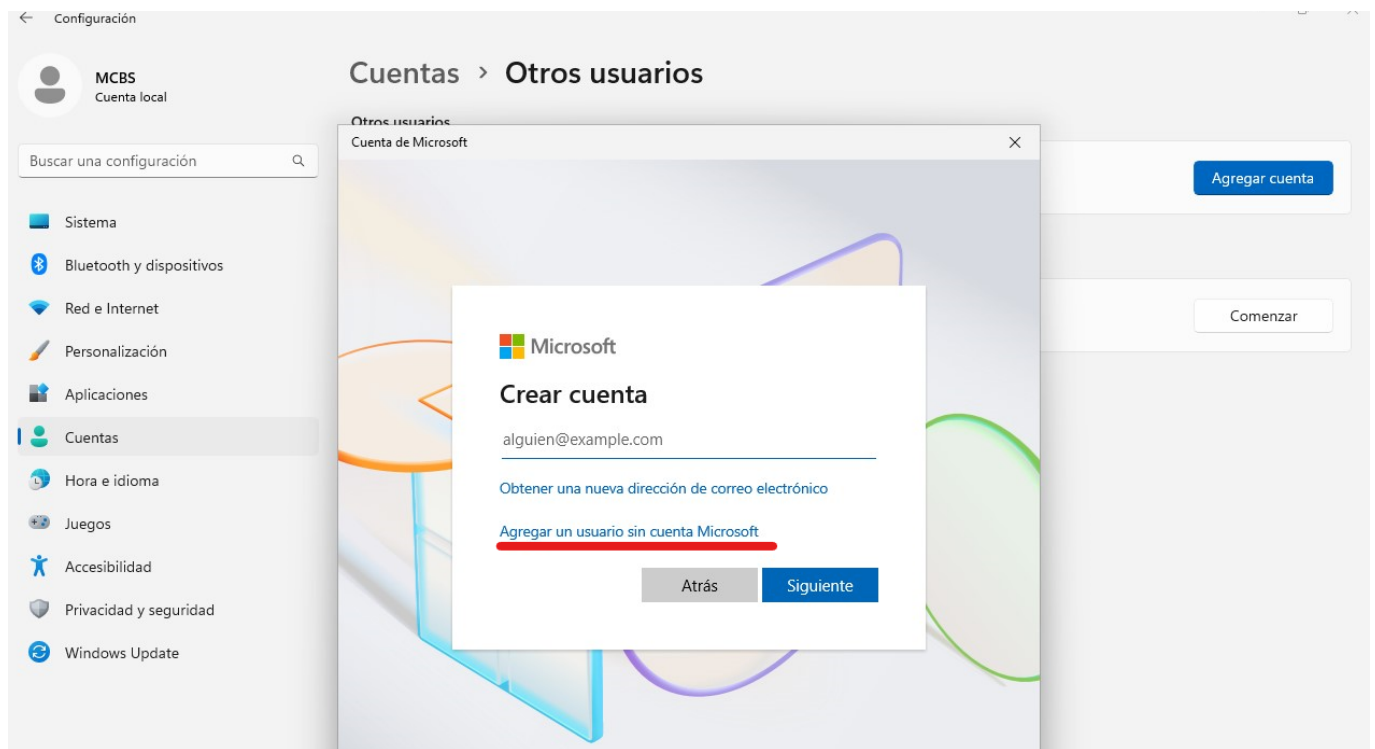 Configuración
MCBS
Cuenta local
Buscar una configuración
Sistema
Bluetooth y dispositivos
Red e Internet
Personalización
Aplicaciones
Cuentas
Hora e idioma
Juegos
Accesibilidad
Privacidad y seguridad
Windows Update
Cuentas > Otros usuarios
Otros usuarios
Agregar cuenta
Comenzar
Cuenta de Microsoft
Microsoft
Crear cuenta
alguien@example.com
Obtener una nueva dirección de correo electrónico
Agregar un usuario sin cuenta Microsoft
Atrás Siguiente